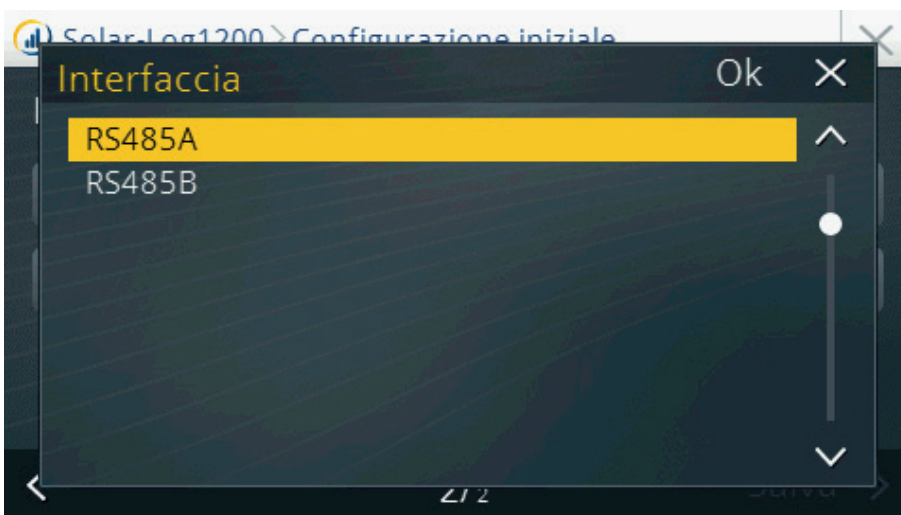 Solar-Log1200 > Configurazione iniziale
Interfaccia
Ok
RS485A
RS485B
2/2